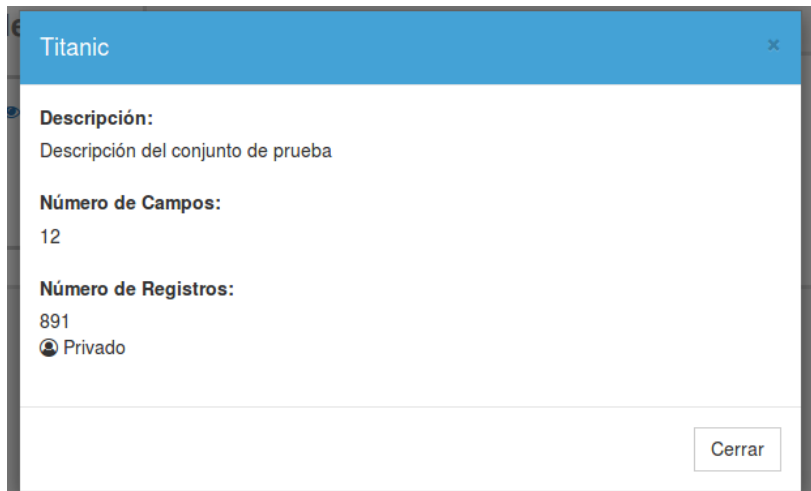 Titanic
×
Descripción:
Descripción del conjunto de prueba
Número de Campos:
12
Número de Registros:
891
Privado
Cerrar